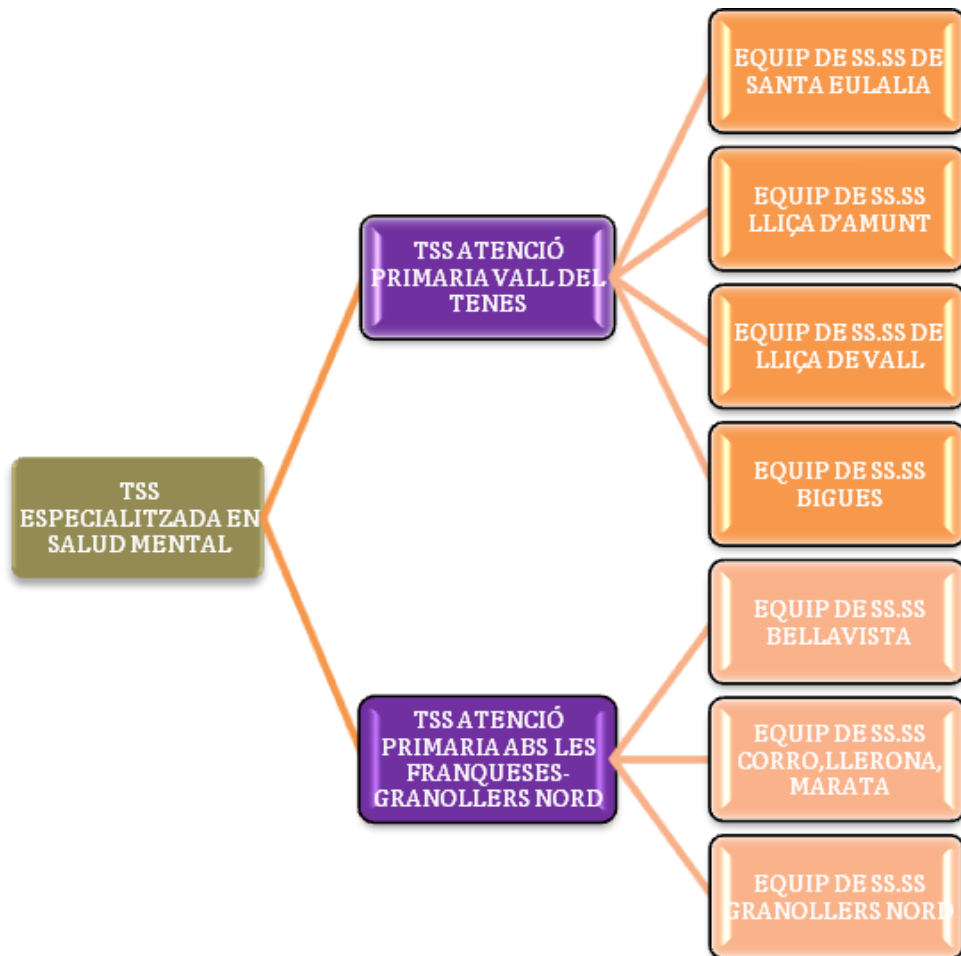 TSS
ESPECIALITZADA EN
SALUD MENTAL
TSS ATENCIÓ
PRIMARIA VALL DEL
TENES
EQUIP DE SS.SS DE
SANTA EULALIA
EQUIP DE SS.SS
LLIÇA D'AMUNT
EQUIP DE SS.SS DE
LLIÇA DE VALL
EQUIP DE SS.SS
BIGUES
TSS ATENCIÓ
PRIMARIA ABS LES
FRANQUESES-
GRANOLLERS NORD
EQUIP DE SS.SS
BELLAVISTA
EQUIP DE SS.SS
CORRO,LLERONA,
MARATA
EQUIP DE SS.SS
GRANOLLERS NORD